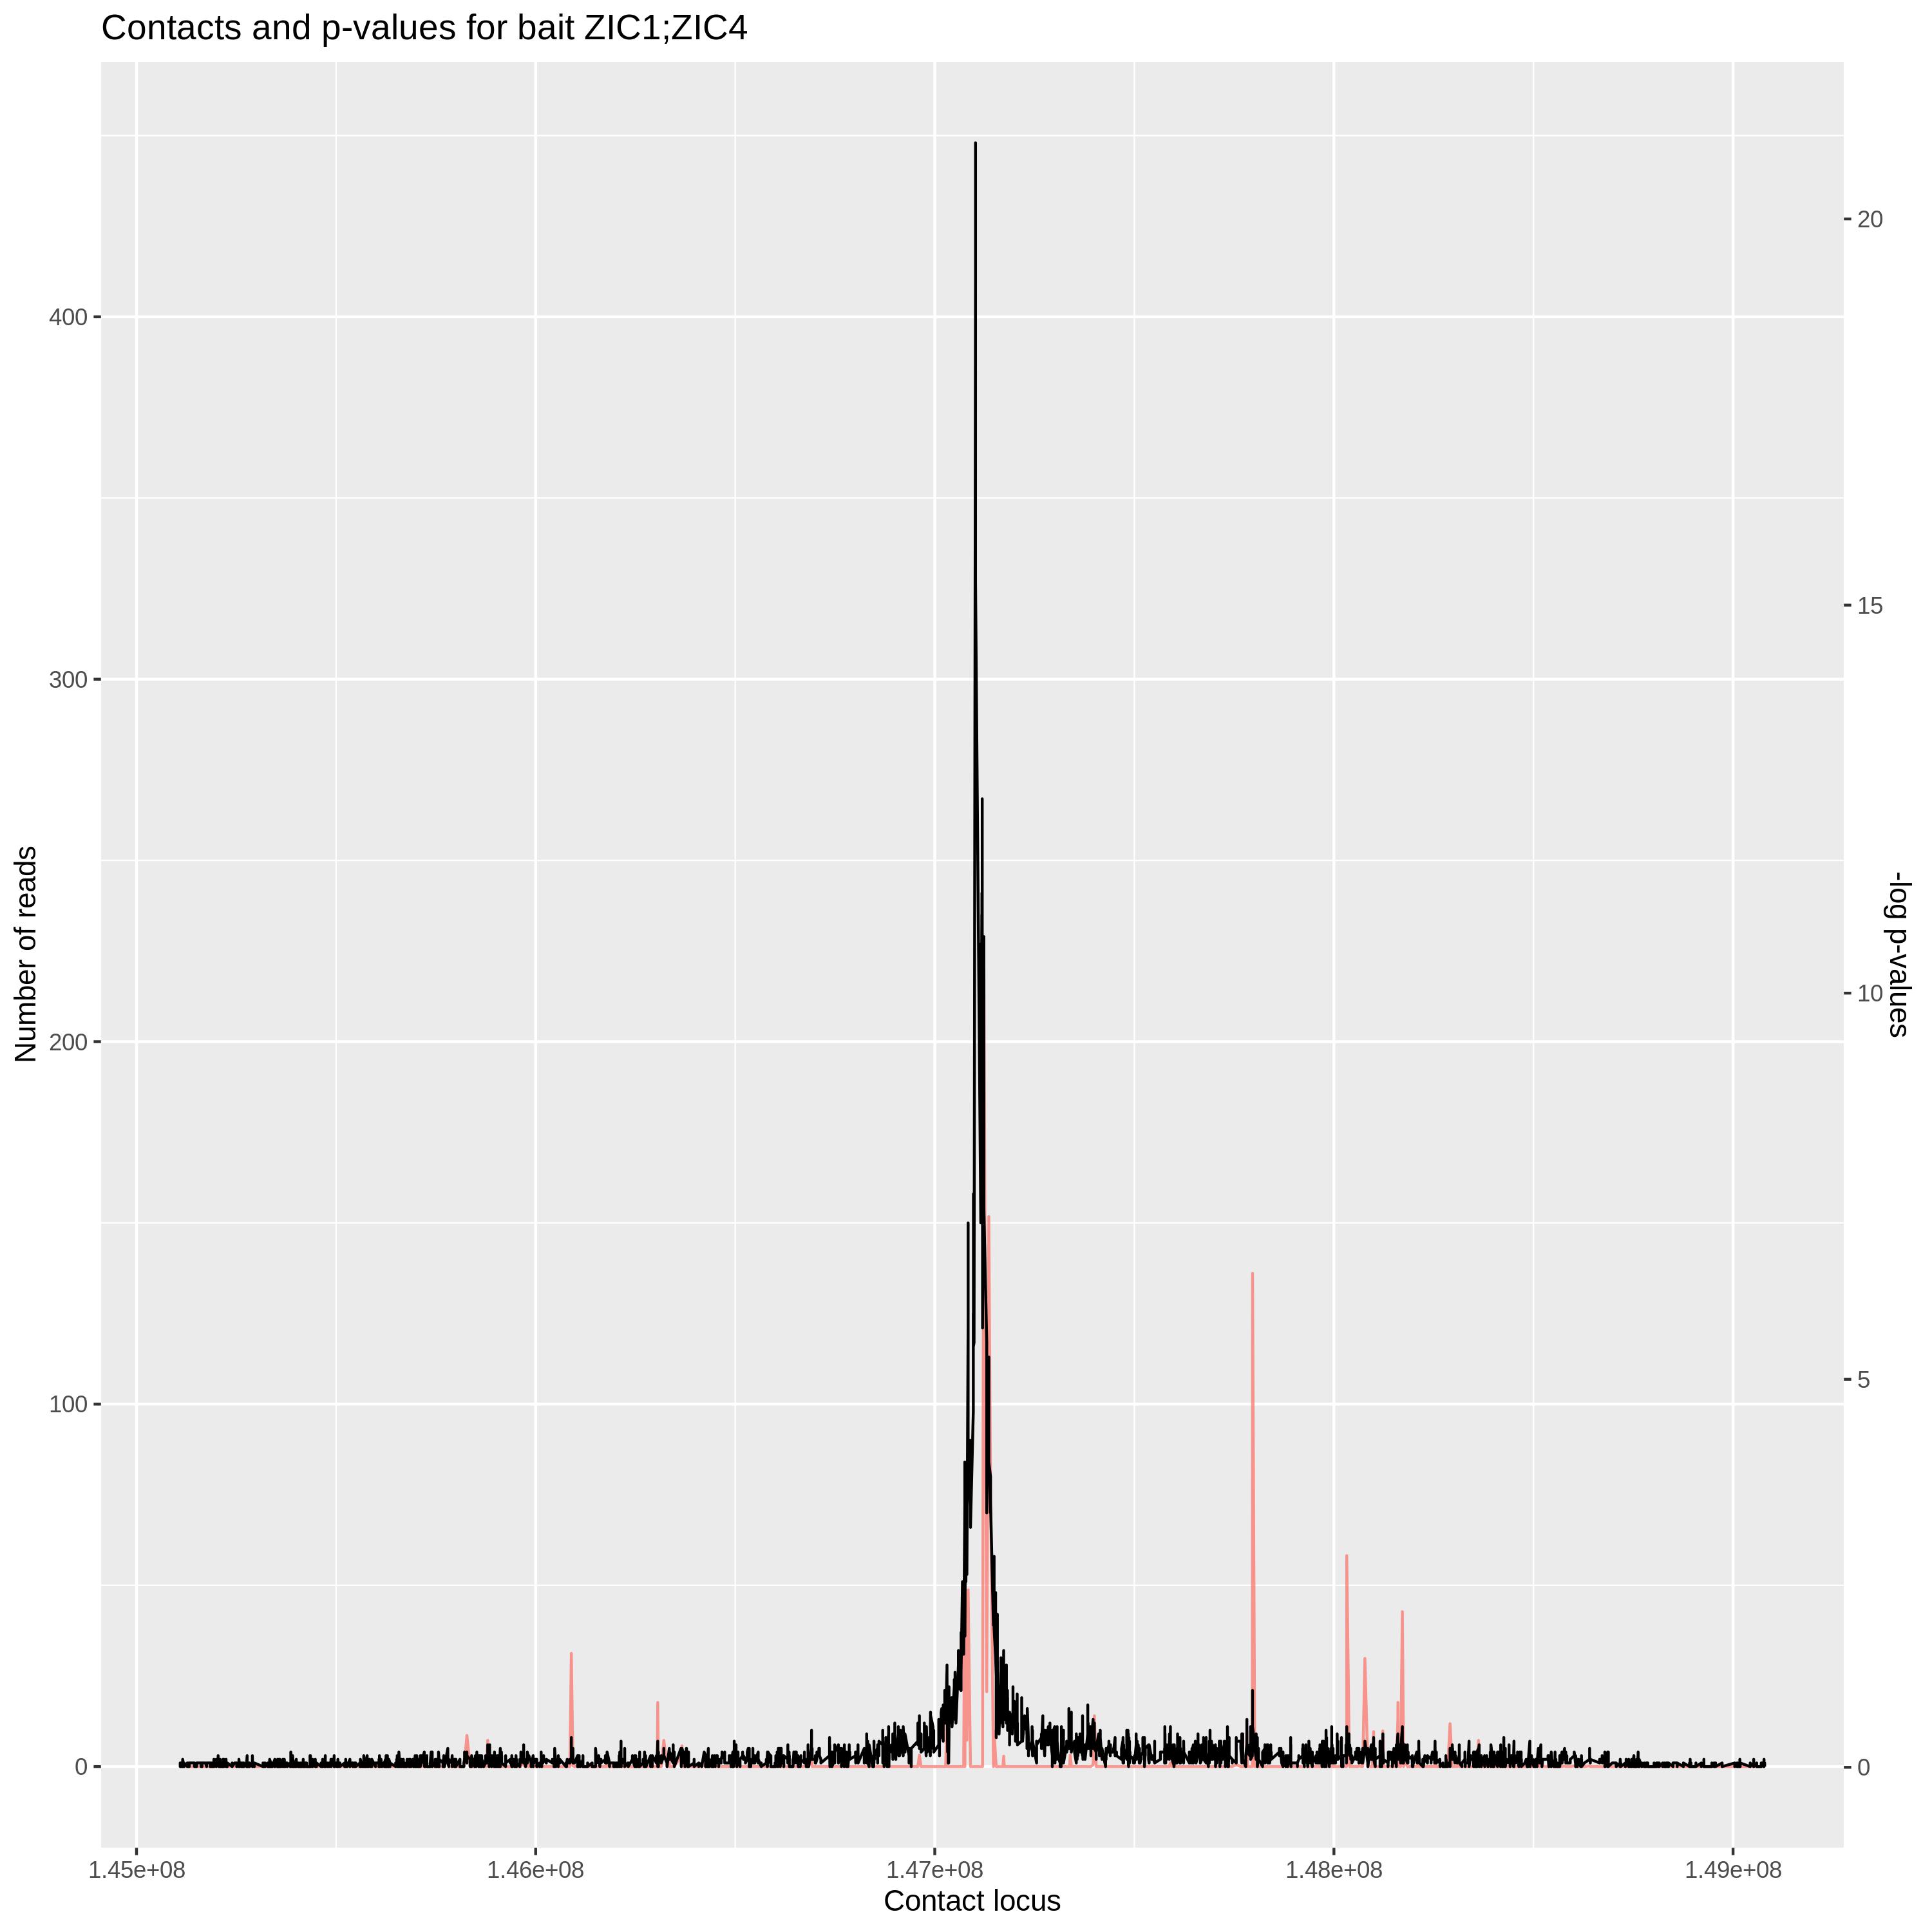 Contacts and p-values for bait ZIC1;ZIC4
Number of reads
400
300
200
100
0
20
15
10
5
0
-log p-values
1.45e+08
1.46e+08
1.47e+08
1.48e+08
1.49e+08
Contact locus